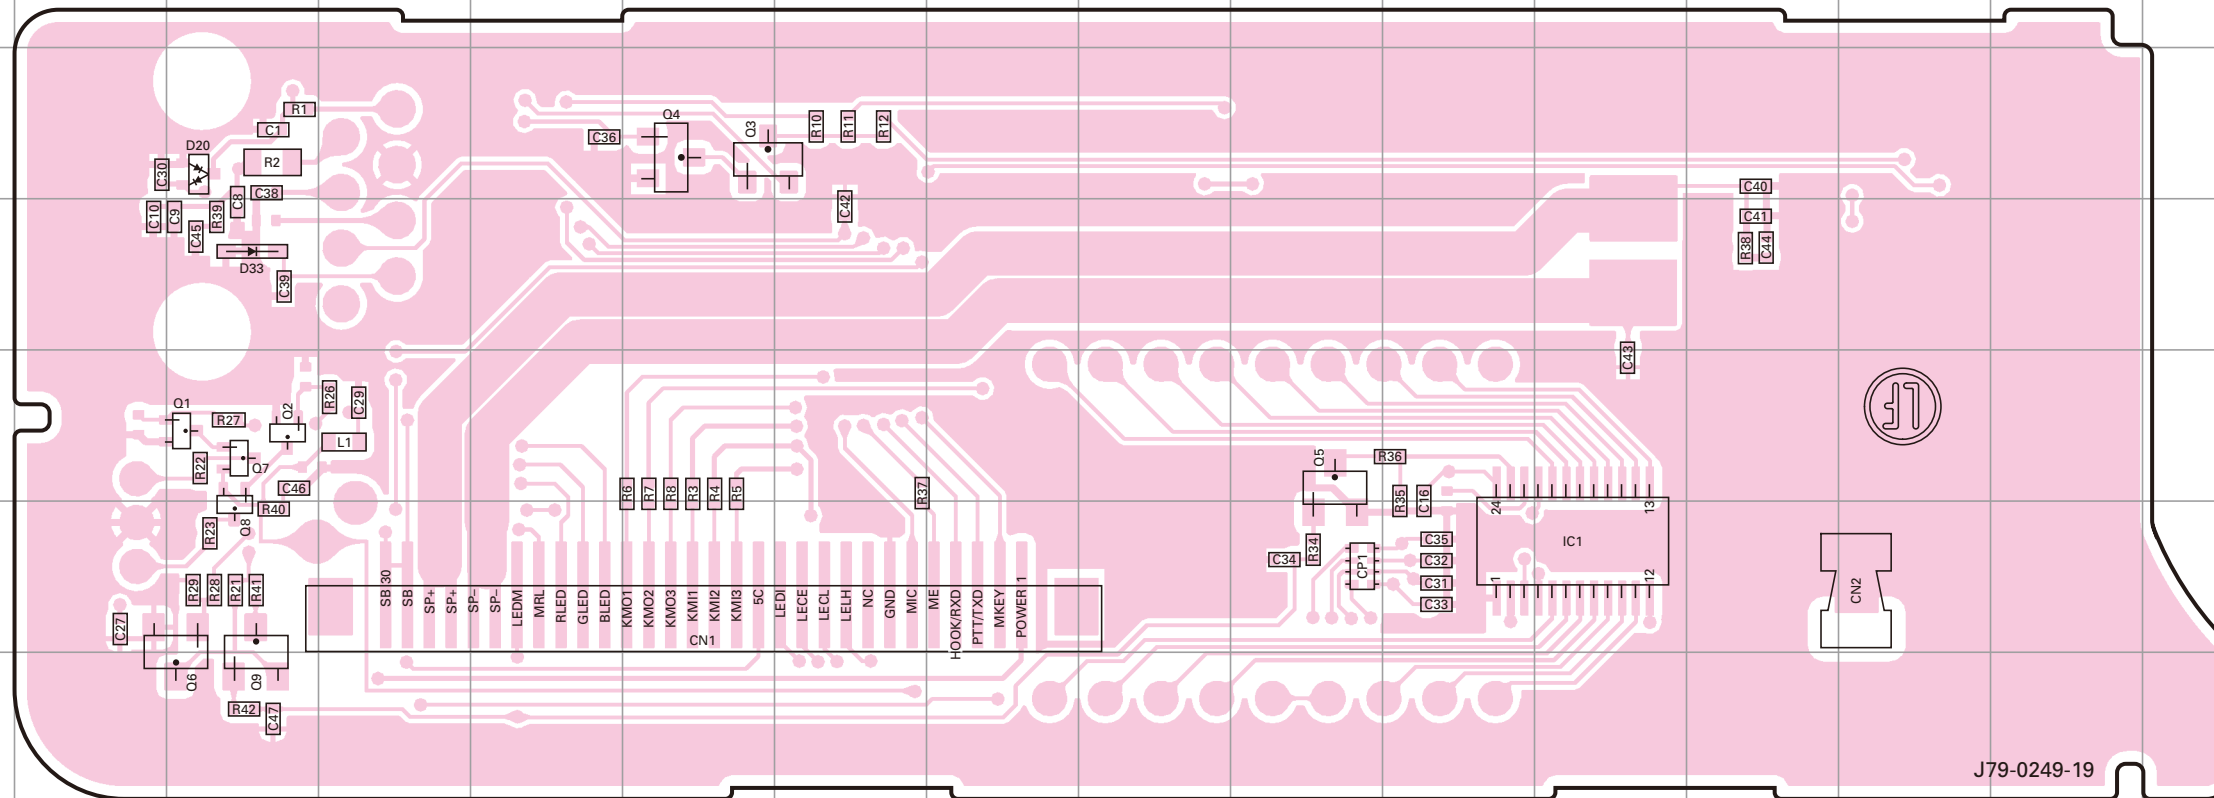 R1
C1
Q4
Q3
R10
R11
R12
C36
D20
R2
C30
C38
C8
C10
C9
R39
C45
C42
C40
C41
R38
C44
D33
C39
C43
Q1
R27
Q2
R26
C29
L1
R22
Q7
C46
R40
Q8
R23
R6
R7
R8
R3
R4
R5
R37
Q5
R36
R35
C16
24
13
IC1
1
12
C34
R34
CP1
C35
C32
C31
C33
CN2
R29
R28
R21
R41
C27
Q6
Q9
R42
C47
SB 30
SB
SP+
SP+
SP-
SP-
LEDM
MRL
RLED
GLED
BLED
KMO1
KMO2
KMO3
KMI1
KMI2
KMI3
5C
LEDI
LECE
LECL
LELH
NC
GND
MIC
ME
HOOK/RXD
PTT/TXD
MKEY
POWER 1
CN1
J79-0249-19